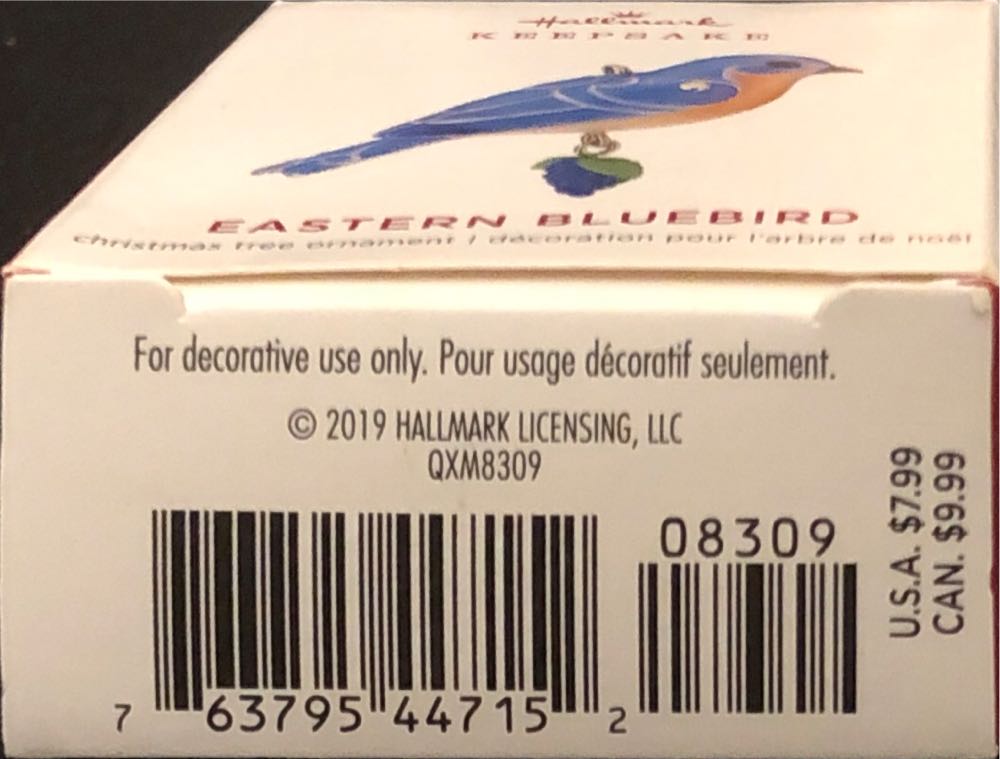 Hallmark
KEEPSAKE
EASTERN BLUEBIRD
christmas tree ornament / décoration pour l'arbre de noël
For decorative use only. Pour usage décoratif seulement.
© 2019 HALLMARK LICENSING, LLC
QXM8309
08309
U.S.A. $7.99
CAN. $9.99
7 63795 44715 2